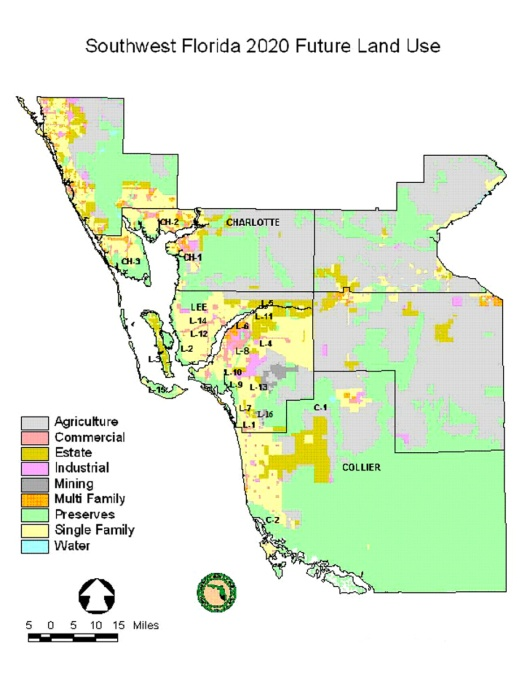 Southwest Florida 2020 Future Land Use
CH-2
CHARLOTTE
CH-3
CH-1
LEE
L-5
L-11
L-14
L-6
L-12
L-4
L-2
L-8
L-3
L-10
L-9
L-13
L-15
L-7
L-16
C-1
L-1
COLLIER
C-2
Agriculture
Commercial
Estate
Industrial
Mining
Multi Family
Preserves
Single Family
Water
5 0 5 10 15 Miles